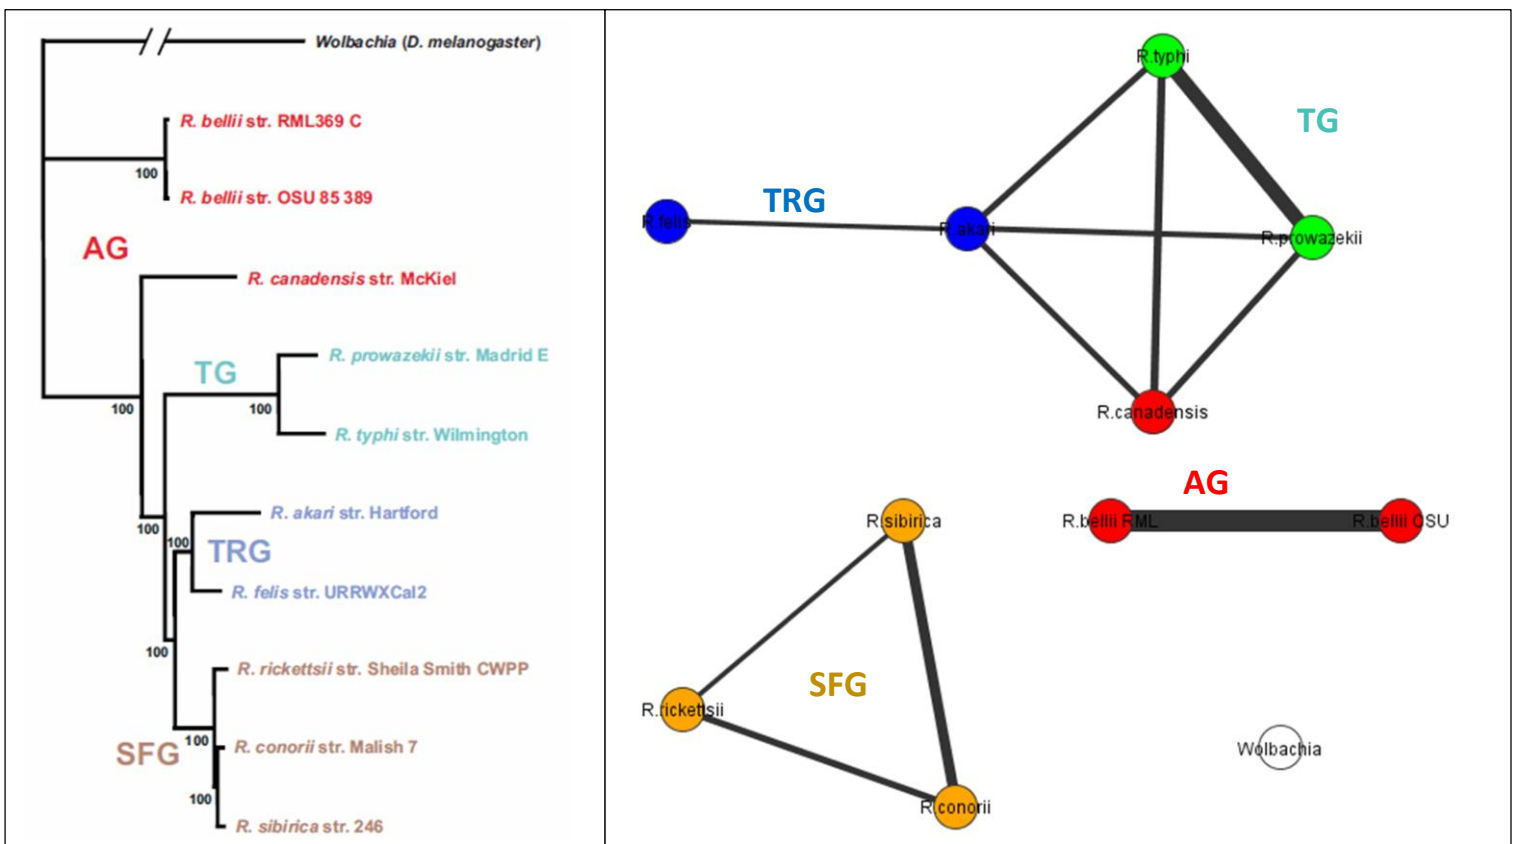 Wolbachia (D. melanogaster)
R. bellii str. RML369 C
100
R. bellii str. OSU 85 389
AG
R. canadensis str. McKiel
R. prowazekii str. Madrid E
TG
100
100
R. typhi str. Wilmington
R. akari str. Hartford
100
100
TRG
R. felis str. URRWXCal2
100
R. rickettsii str. Sheila Smith CWPP
100
R. conorii str. Malish 7
SFG
100
R. sibirica str. 246
R.typhi
TG
TRG
R.felis
R.akari
R.prowazekii
R.canadensis
AG
R.sibirica
R.bellii RML
R.bellii OSU
SFG
R.rickettsii
Wolbachia
R.conorii